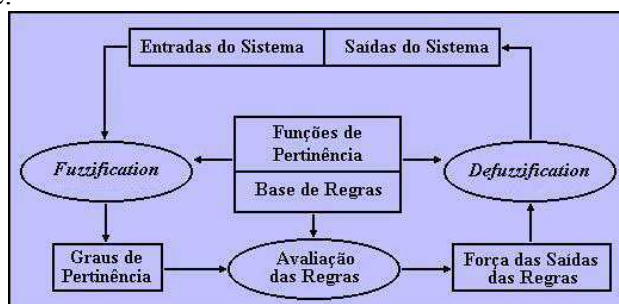 Entradas do Sistema
Saídas do Sistema
Fuzzification
Funções de
Pertinência
Base de Regras
Defuzzification
Graus de
Pertinência
Avaliação
das Regras
Força das Saídas
das Regras